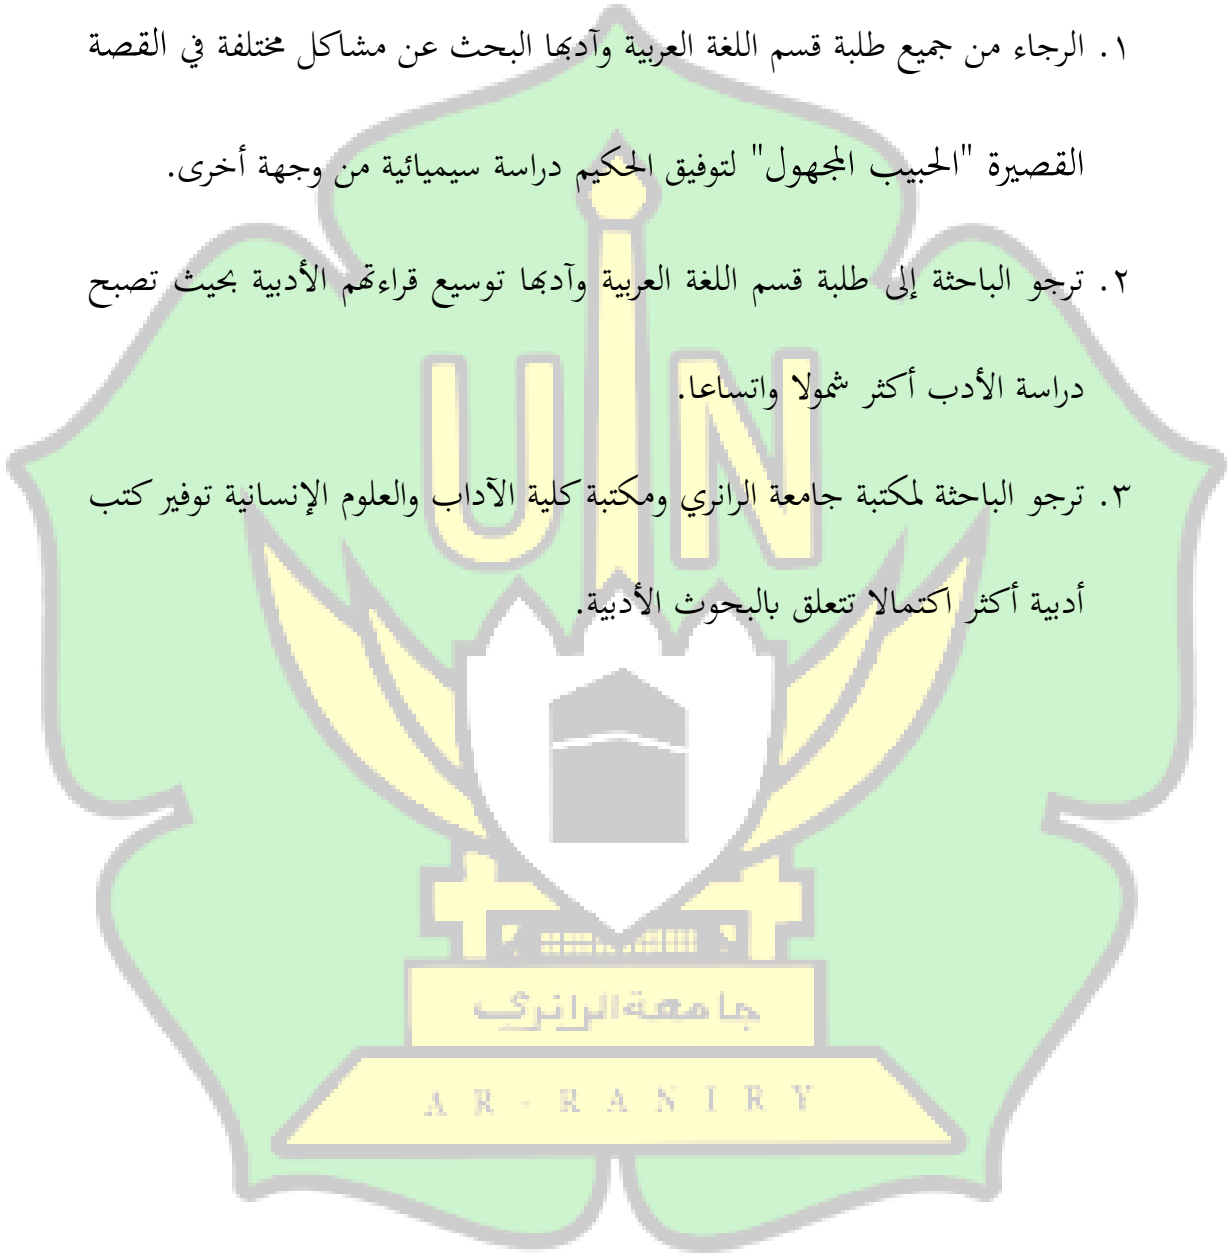 ١. الرجاء من جميع طلبة قسم اللغة العربية وآدبها البحث عن مشاكل مختلفة في القصة
القصيرة "الحبيب المجهول" لتوفيق الحكيم دراسة سيميائية من وجهة أخرى.
٢. ترجو الباحثة إلى طلبة قسم اللغة العربية وآدبها توسيع قراءتهم الأدبية بحيث تصبح
دراسة الأدب أكثر شمولا واتساعا.
٣. ترجو الباحثة لمكتبة جامعة الرانري ومكتبة كلية الآداب والعلوم الإنسانية توفير كتب
أدبية أكثر اكتمالا تتعلق بالبحوث الأدبية.
UIN
جامعة الرانري
AR-RANIRY